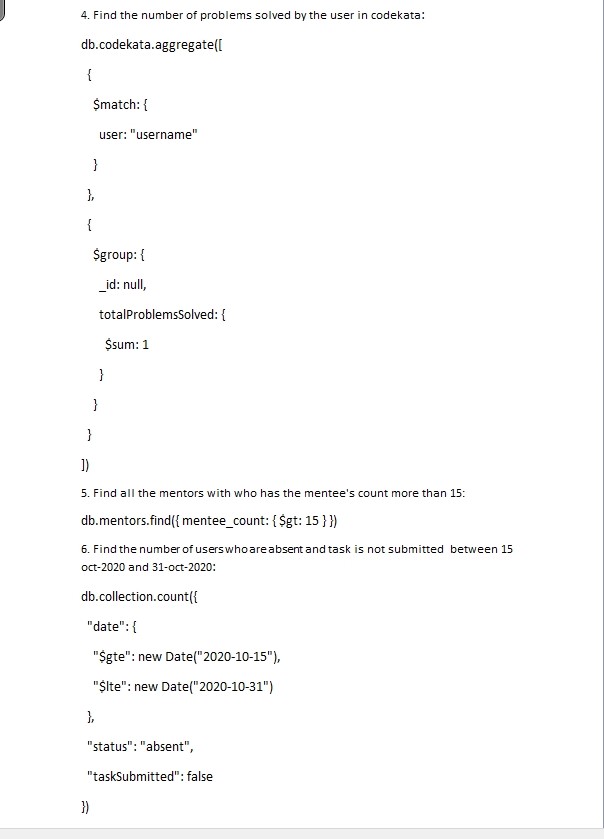 4. Find the number of problems solved by the user in codekata:
db.codekata.aggregate([
{
$match: {
user: "username"
}
},
{
$group: {
_id: null,
totalProblemsSolved: {
$sum: 1
}
}
}
])
5. Find all the mentors with who has the mentee's count more than 15:
db.mentors.find({ mentee_count: { $gt: 15 } })
6. Find the number of users who are absent and task is not submitted between 15
oct-2020 and 31-oct-2020:
db.collection.count({
"date": {
"$gte": new Date("2020-10-15"),
"$lte": new Date("2020-10-31")
},
"status": "absent",
"taskSubmitted": false
})